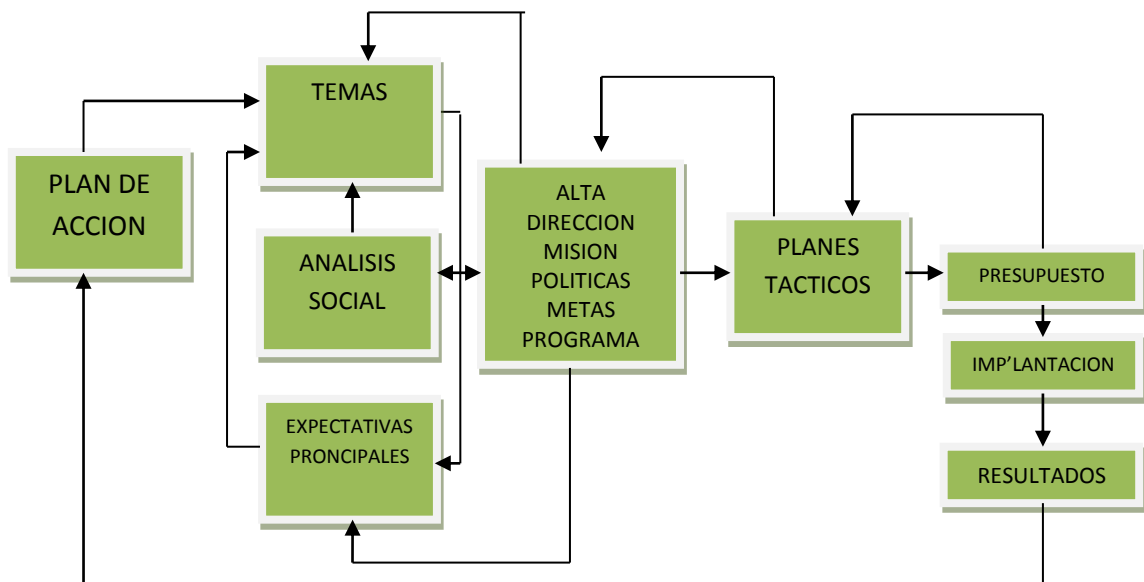 TEMAS
PLAN DE
ACCION
ANALISIS
SOCIAL
EXPECTATIVAS
PRONCIPALES
ALTA
DIRECCION
MISION
POLITICAS
METAS
PROGRAMA
PLANES
TACTICOS
PRESUPUESTO
IMP’LANTACION
RESULTADOS